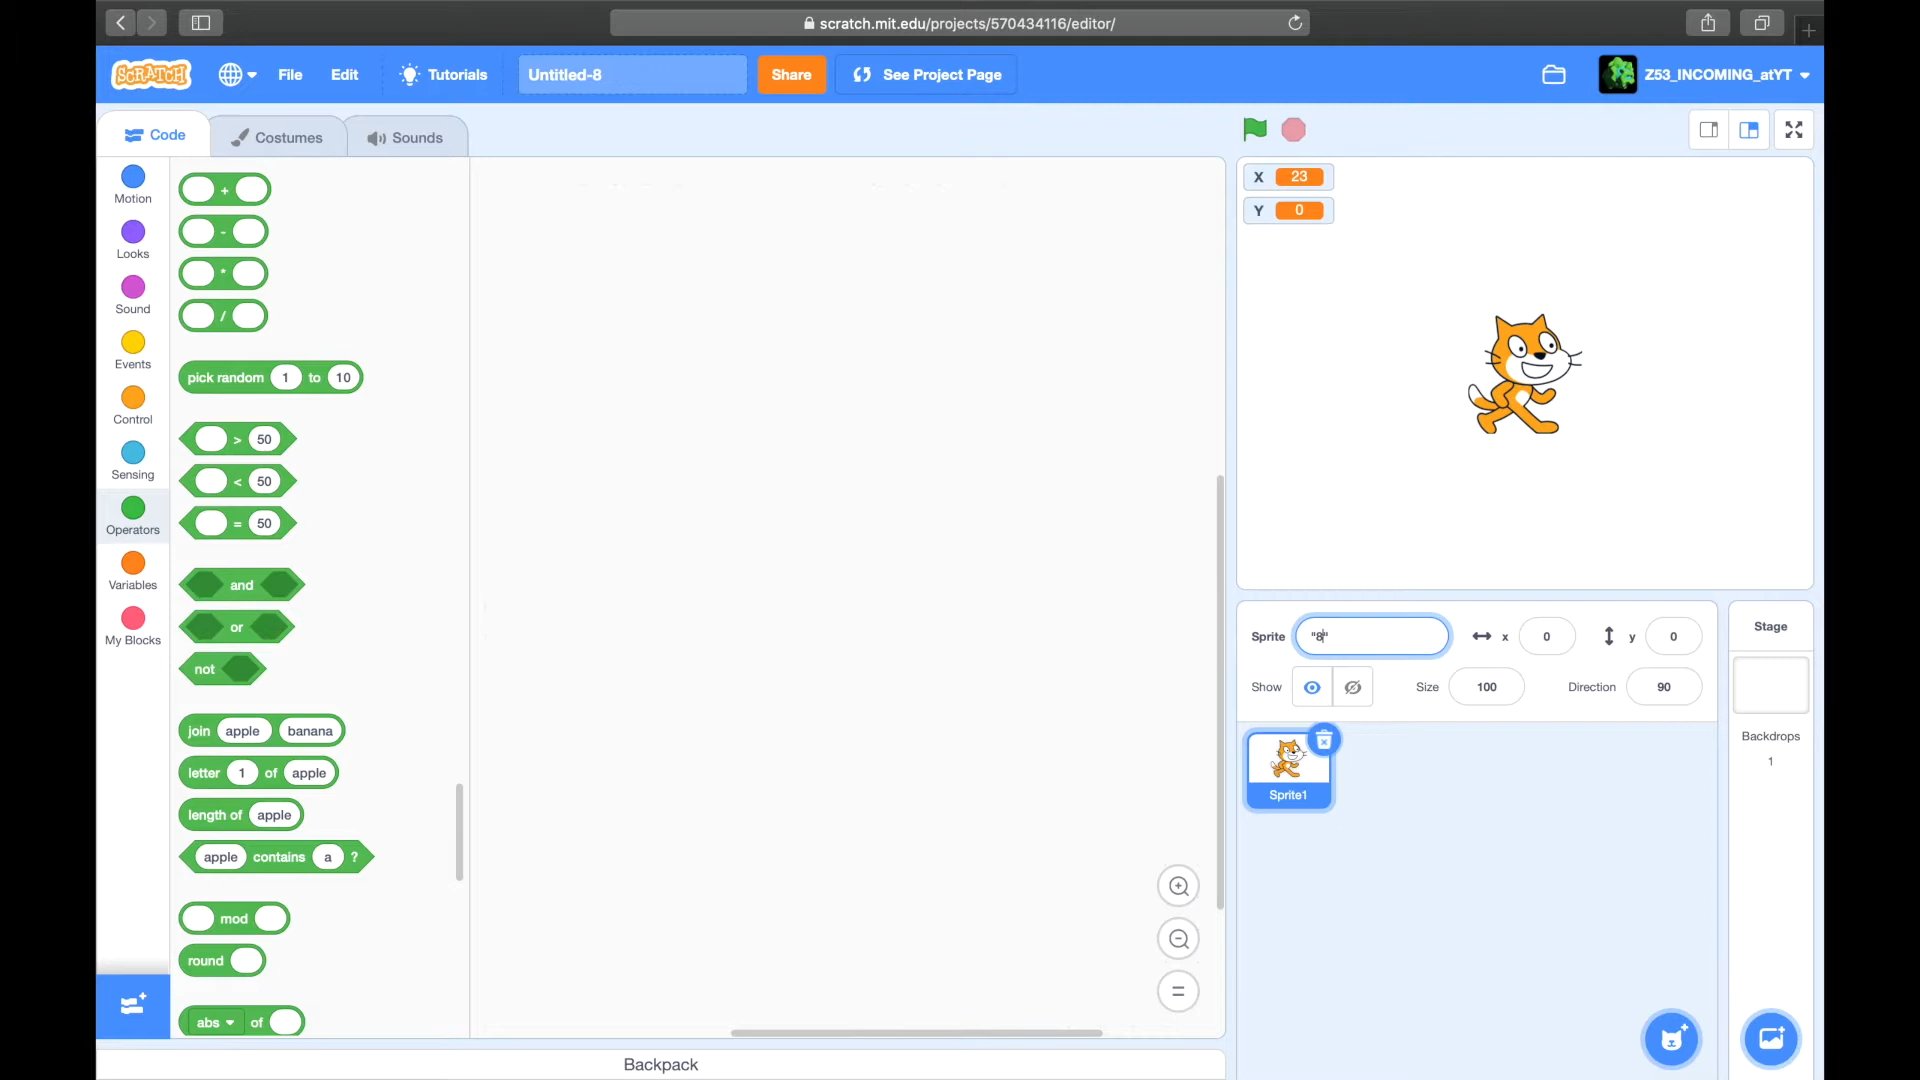 scratch.mit.edu/projects/570434116/editor/
SCRATCH
File
Edit
Tutorials
Untitled-8
Share
See Project Page
Z53_INCOMING_atYT
Code
Costumes
Sounds
Motion
Looks
Sound
Events
Control
Sensing
Operators
Variables
My Blocks
+
-
*
/
pick random 1 to 10
> 50
< 50
= 50
and
or
not
join apple banana
letter 1 of apple
length of apple
apple contains a ?
mod
round
abs of
Backpack
X 23
Y 0
Sprite "8" x 0 y 0
Show
Size 100
Direction 90
Sprite1
Stage
Backdrops
1